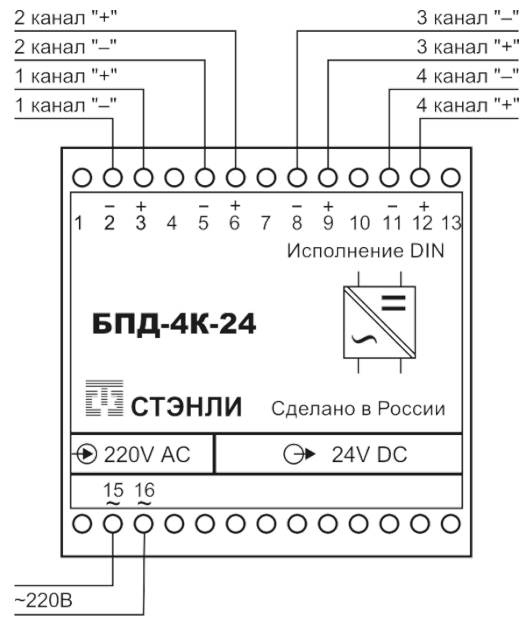 2 канал "+"
3 канал "–"
2 канал "–"
3 канал "+"
1 канал "+"
4 канал "–"
1 канал "–"
4 канал "+"
– + – + – + – +
1 2 3 4 5 6 7 8 9 10 11 12 13
Исполнение DIN
БПД-4К-24
СТЭНЛИ
Сделано в России
220V AC
24V DC
15 16
~ ~
~220В